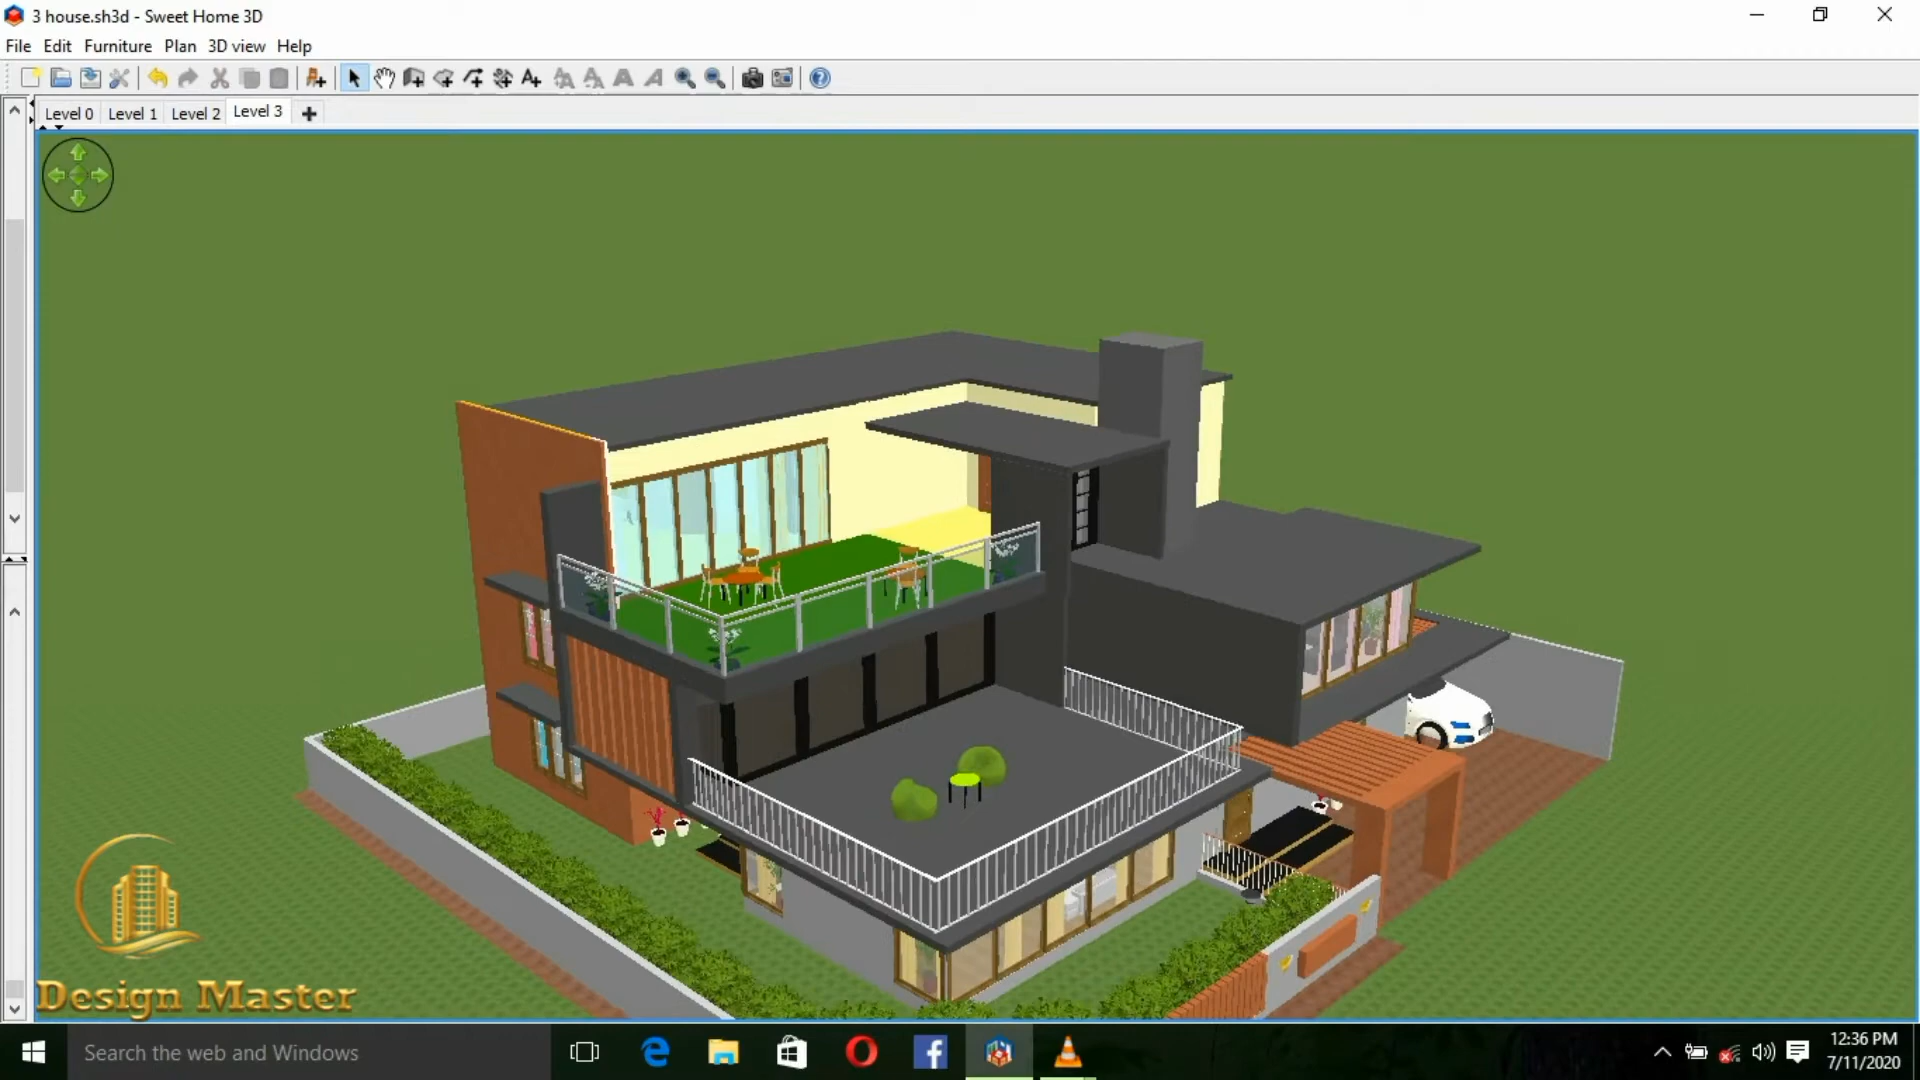 3 house.sh3d - Sweet Home 3D
File Edit Furniture Plan 3D view Help
Level 0 Level 1 Level 2 Level 3
Design Master
Search the web and Windows
12:36 PM
7/11/2020